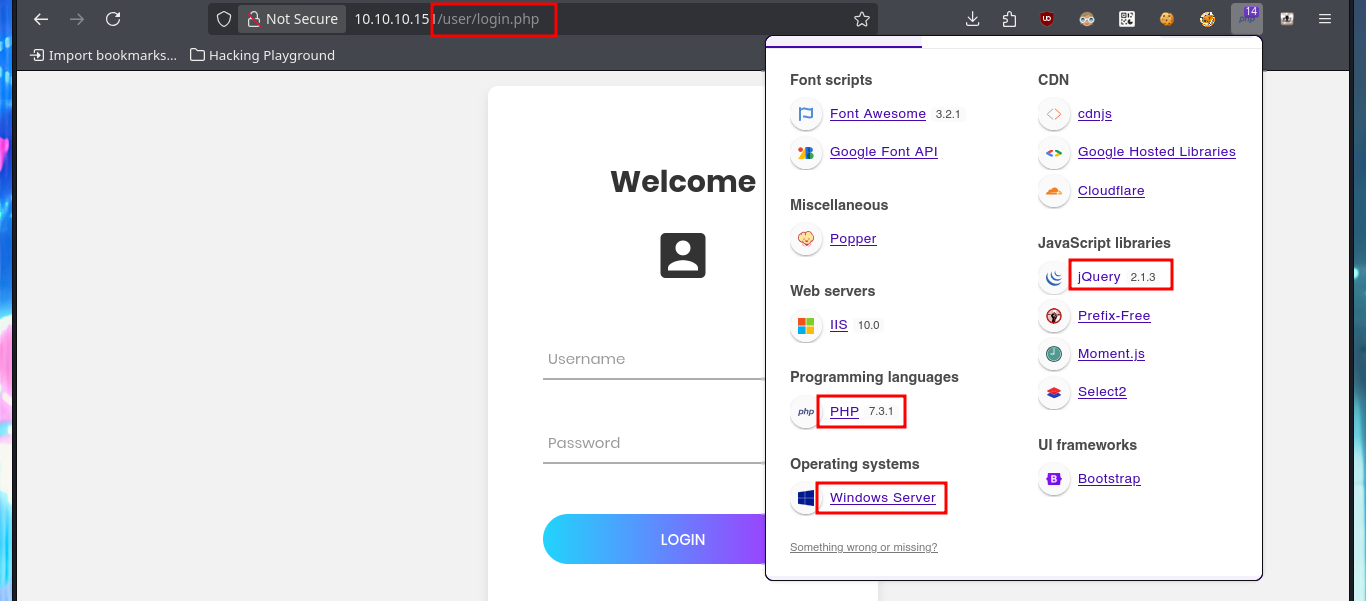 Not Secure
10.10.10.151/user/login.php
14
Import bookmarks...
Hacking Playground
Welcome
Username
Password
LOGIN
Font scripts
Font Awesome 3.2.1
Google Font API
Miscellaneous
Popper
Web servers
IIS 10.0
Programming languages
php PHP 7.3.1
Operating systems
Windows Server
Something wrong or missing?
CDN
cdnjs
Google Hosted Libraries
Cloudflare
JavaScript libraries
jQuery 2.1.3
Prefix-Free
Moment.js
Select2
UI frameworks
B Bootstrap